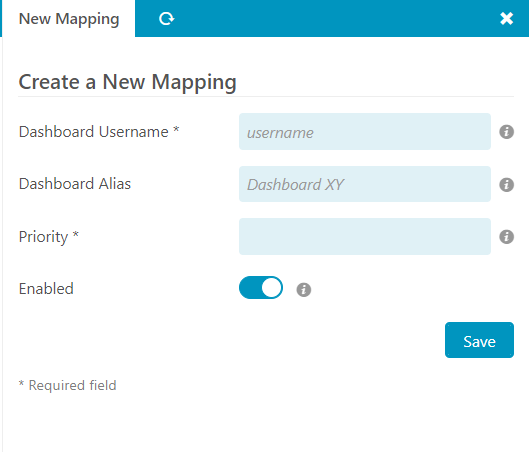 New Mapping
Create a New Mapping
Dashboard Username * username
Dashboard Alias Dashboard XY
Priority *
Enabled
Save
* Required field